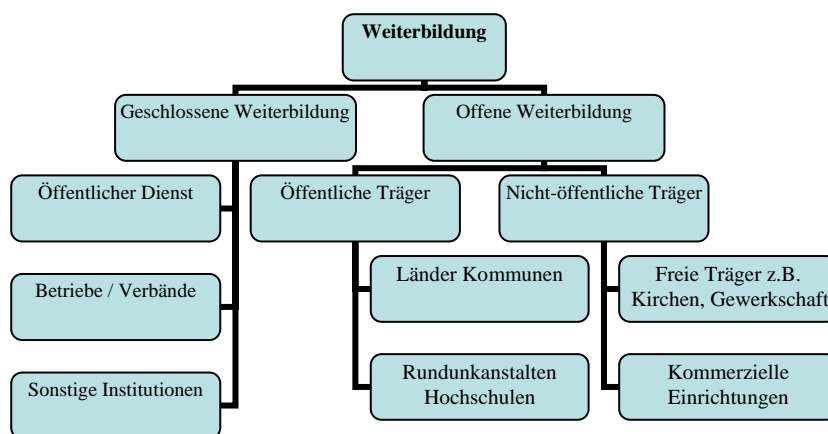 Weiterbildung
Geschlossene Weiterbildung
Offene Weiterbildung
Öffentlicher Dienst
Öffentliche Träger
Nicht-öffentliche Träger
Betriebe / Verbände
Länder Kommunen
Freie Träger z.B.
Kirchen, Gewerkschaft
Sonstige Institutionen
Rundunkanstalten
Hochschulen
Kommerzielle
Einrichtungen